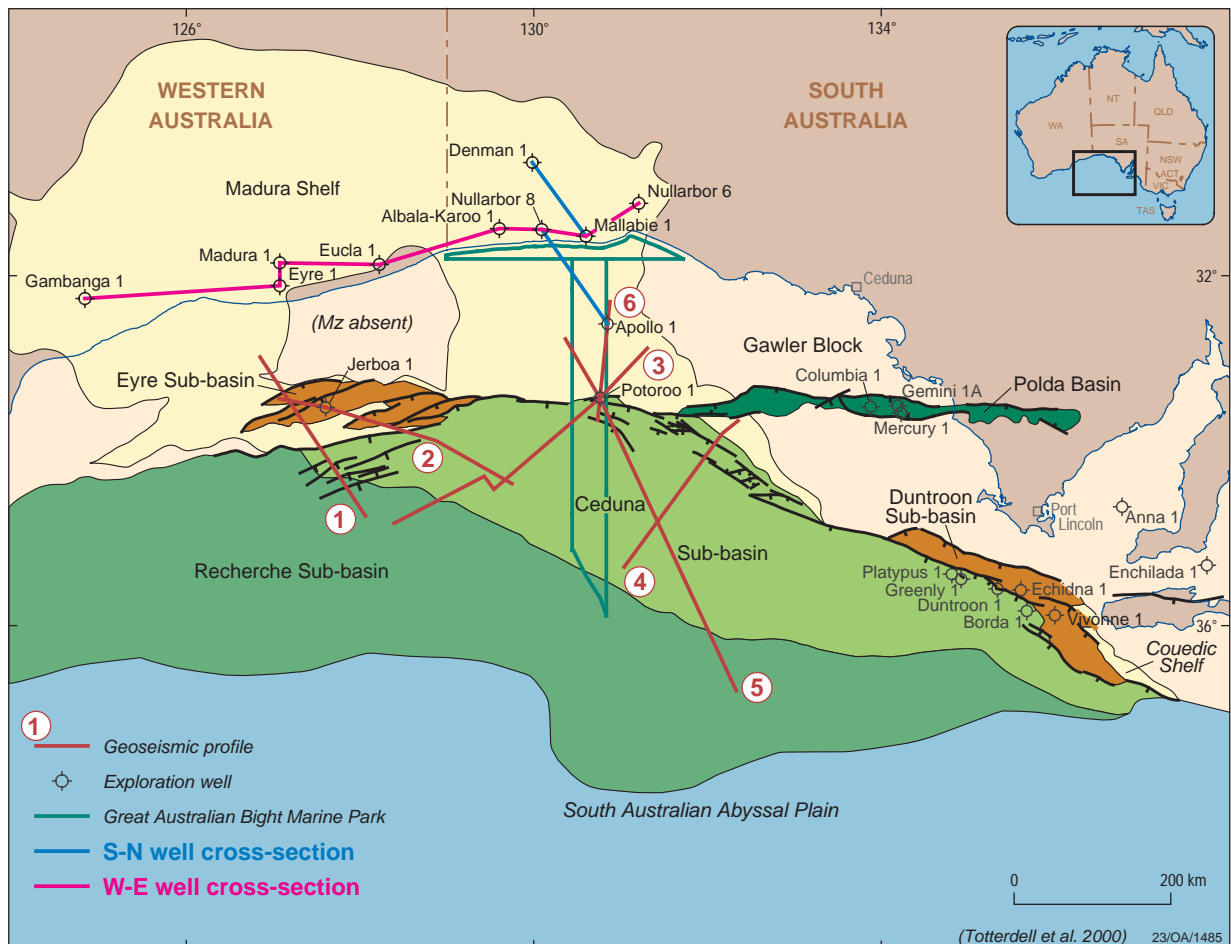 126°
130°
134°
WESTERN
AUSTRALIA
SOUTH
AUSTRALIA
NT
QLD
WA
SA
NSW
ACT
VIC
TAS
Denman 1
Madura Shelf
Nullarbor 8
Nullarbor 6
Albala-Karoo 1
Mallabie 1
Madura 1
Eucla 1
Eyre 1
Gambanga 1
32°
Ceduna
(Mz absent)
6
Apollo 1
3
Gawler Block
Eyre Sub-basin
Jerboa 1
Potoroo 1
Columbia 1
Gemini 1A
Polda Basin
Mercury 1
2
1
Ceduna
Sub-basin
Duntroon
Sub-basin
Port
Lincoln
Anna 1
Recherche Sub-basin
4
Platypus 1
Greenly 1
Echidna 1
Enchilada 1
Duntroon 1
Borda 1
Vivonne 1
36°
Couedic
Shelf
5
1
Geoseismic profile
Exploration well
Great Australian Bight Marine Park
S-N well cross-section
W-E well cross-section
South Australian Abyssal Plain
0
200 km
(Totterdell et al. 2000)
23/OA/1485